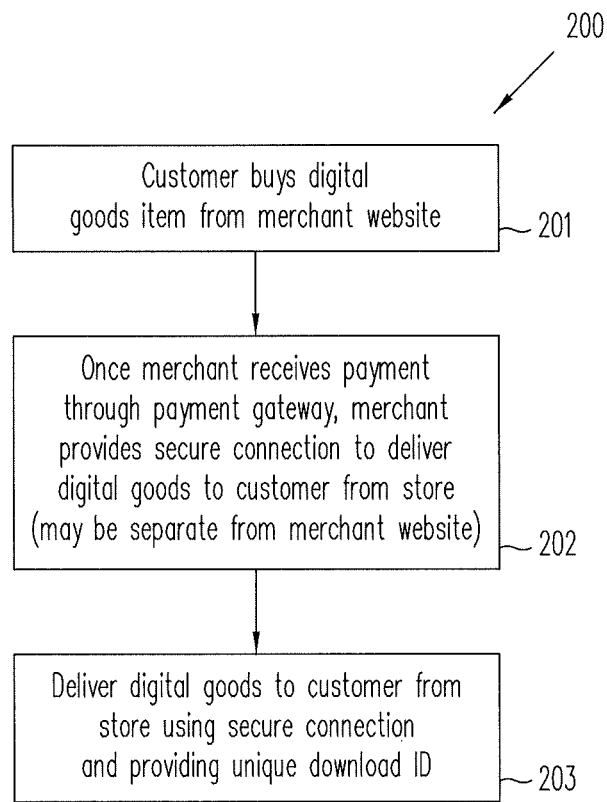 200
Customer buys digital
goods item from merchant website
201
Once merchant receives payment
through payment gateway, merchant
provides secure connection to deliver
digital goods to customer from store
(may be separate from merchant website)
202
Deliver digital goods to customer from
store using secure connection
and providing unique download ID
203